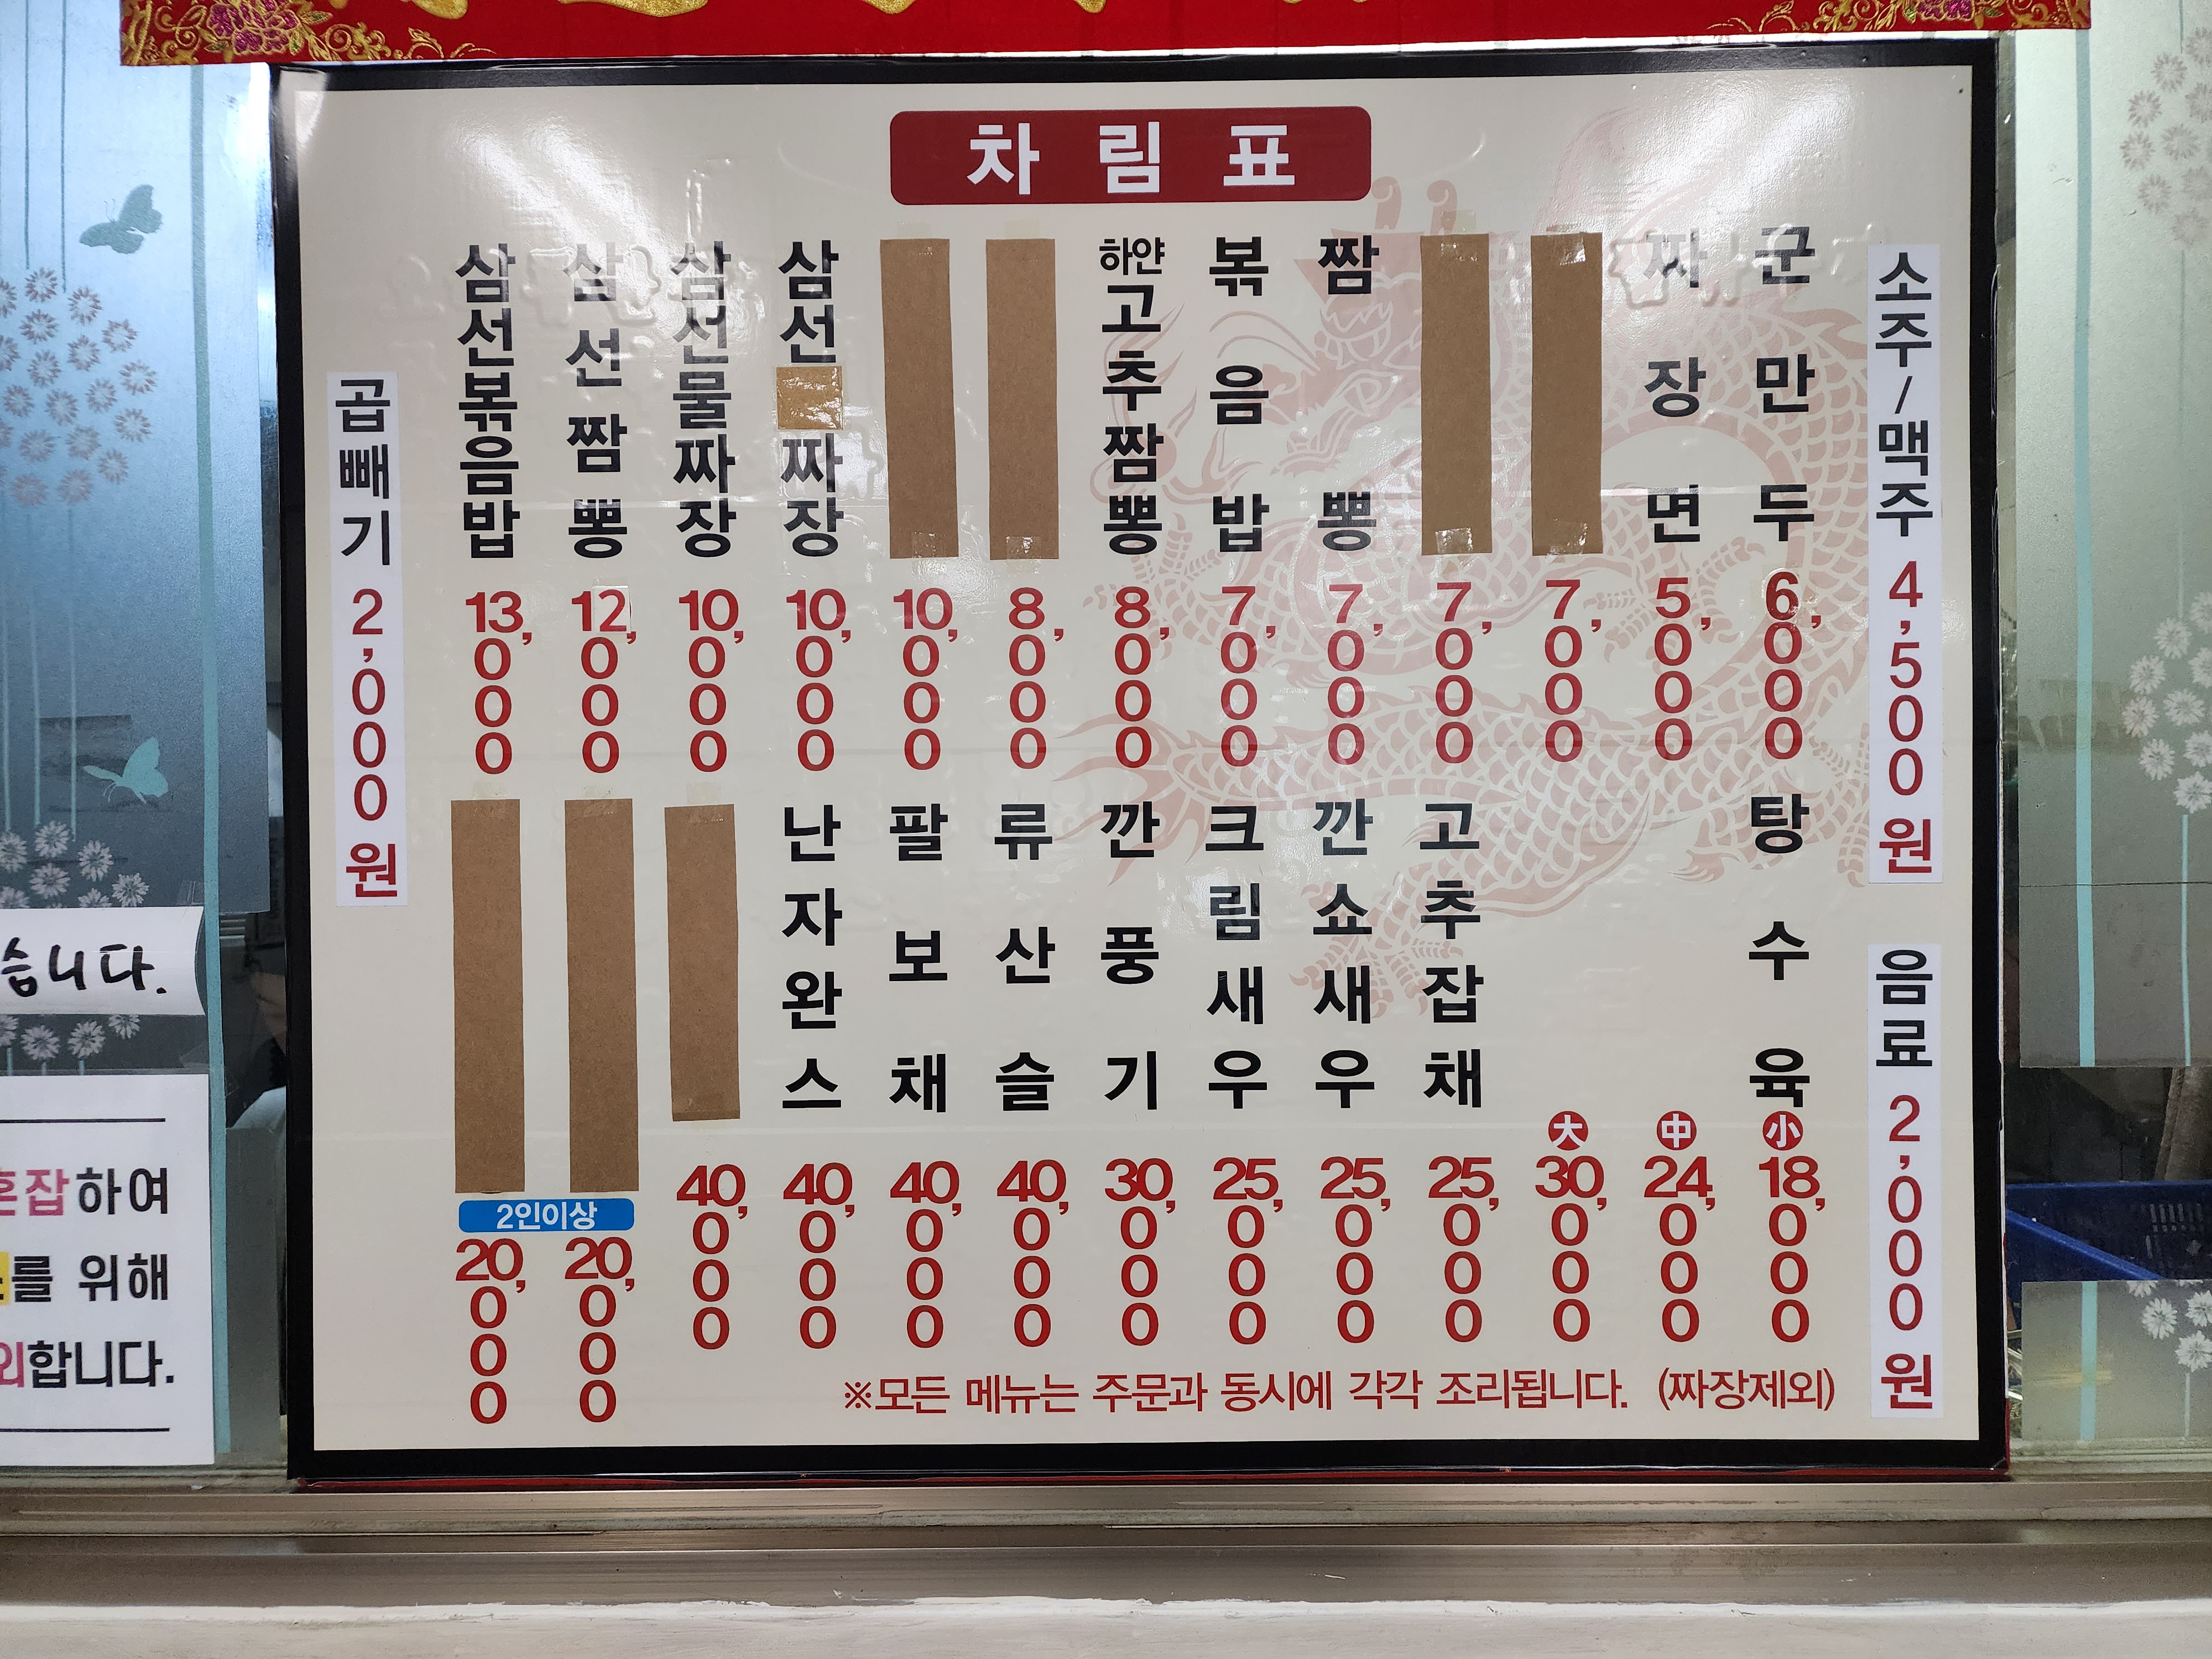 차림표
소주/맥주 4,500원
음료 2,000원
군만두 6,000
짜장면 5,000
7,000
7,000
짬뽕 7,000
볶음밥 7,000
하얀고추짬뽕 8,000
8,000
10,000
삼선짜장 10,000
삼선물짜장 10,000
삼선짬뽕 12,000
삼선볶음밥 13,000
곱빼기 2,000원
탕수육
小 18,000
中 24,000
大 30,000
고추잡채 25,000
깐쇼새우 25,000
크림새우 25,000
깐풍기 30,000
류산슬 40,000
팔보채 40,000
난자완스 40,000
40,000
2인이상
20,000
20,000
※모든 메뉴는 주문과 동시에 각각 조리됩니다. (짜장제외)
습니다.
혼잡하여
를 위해
외합니다.